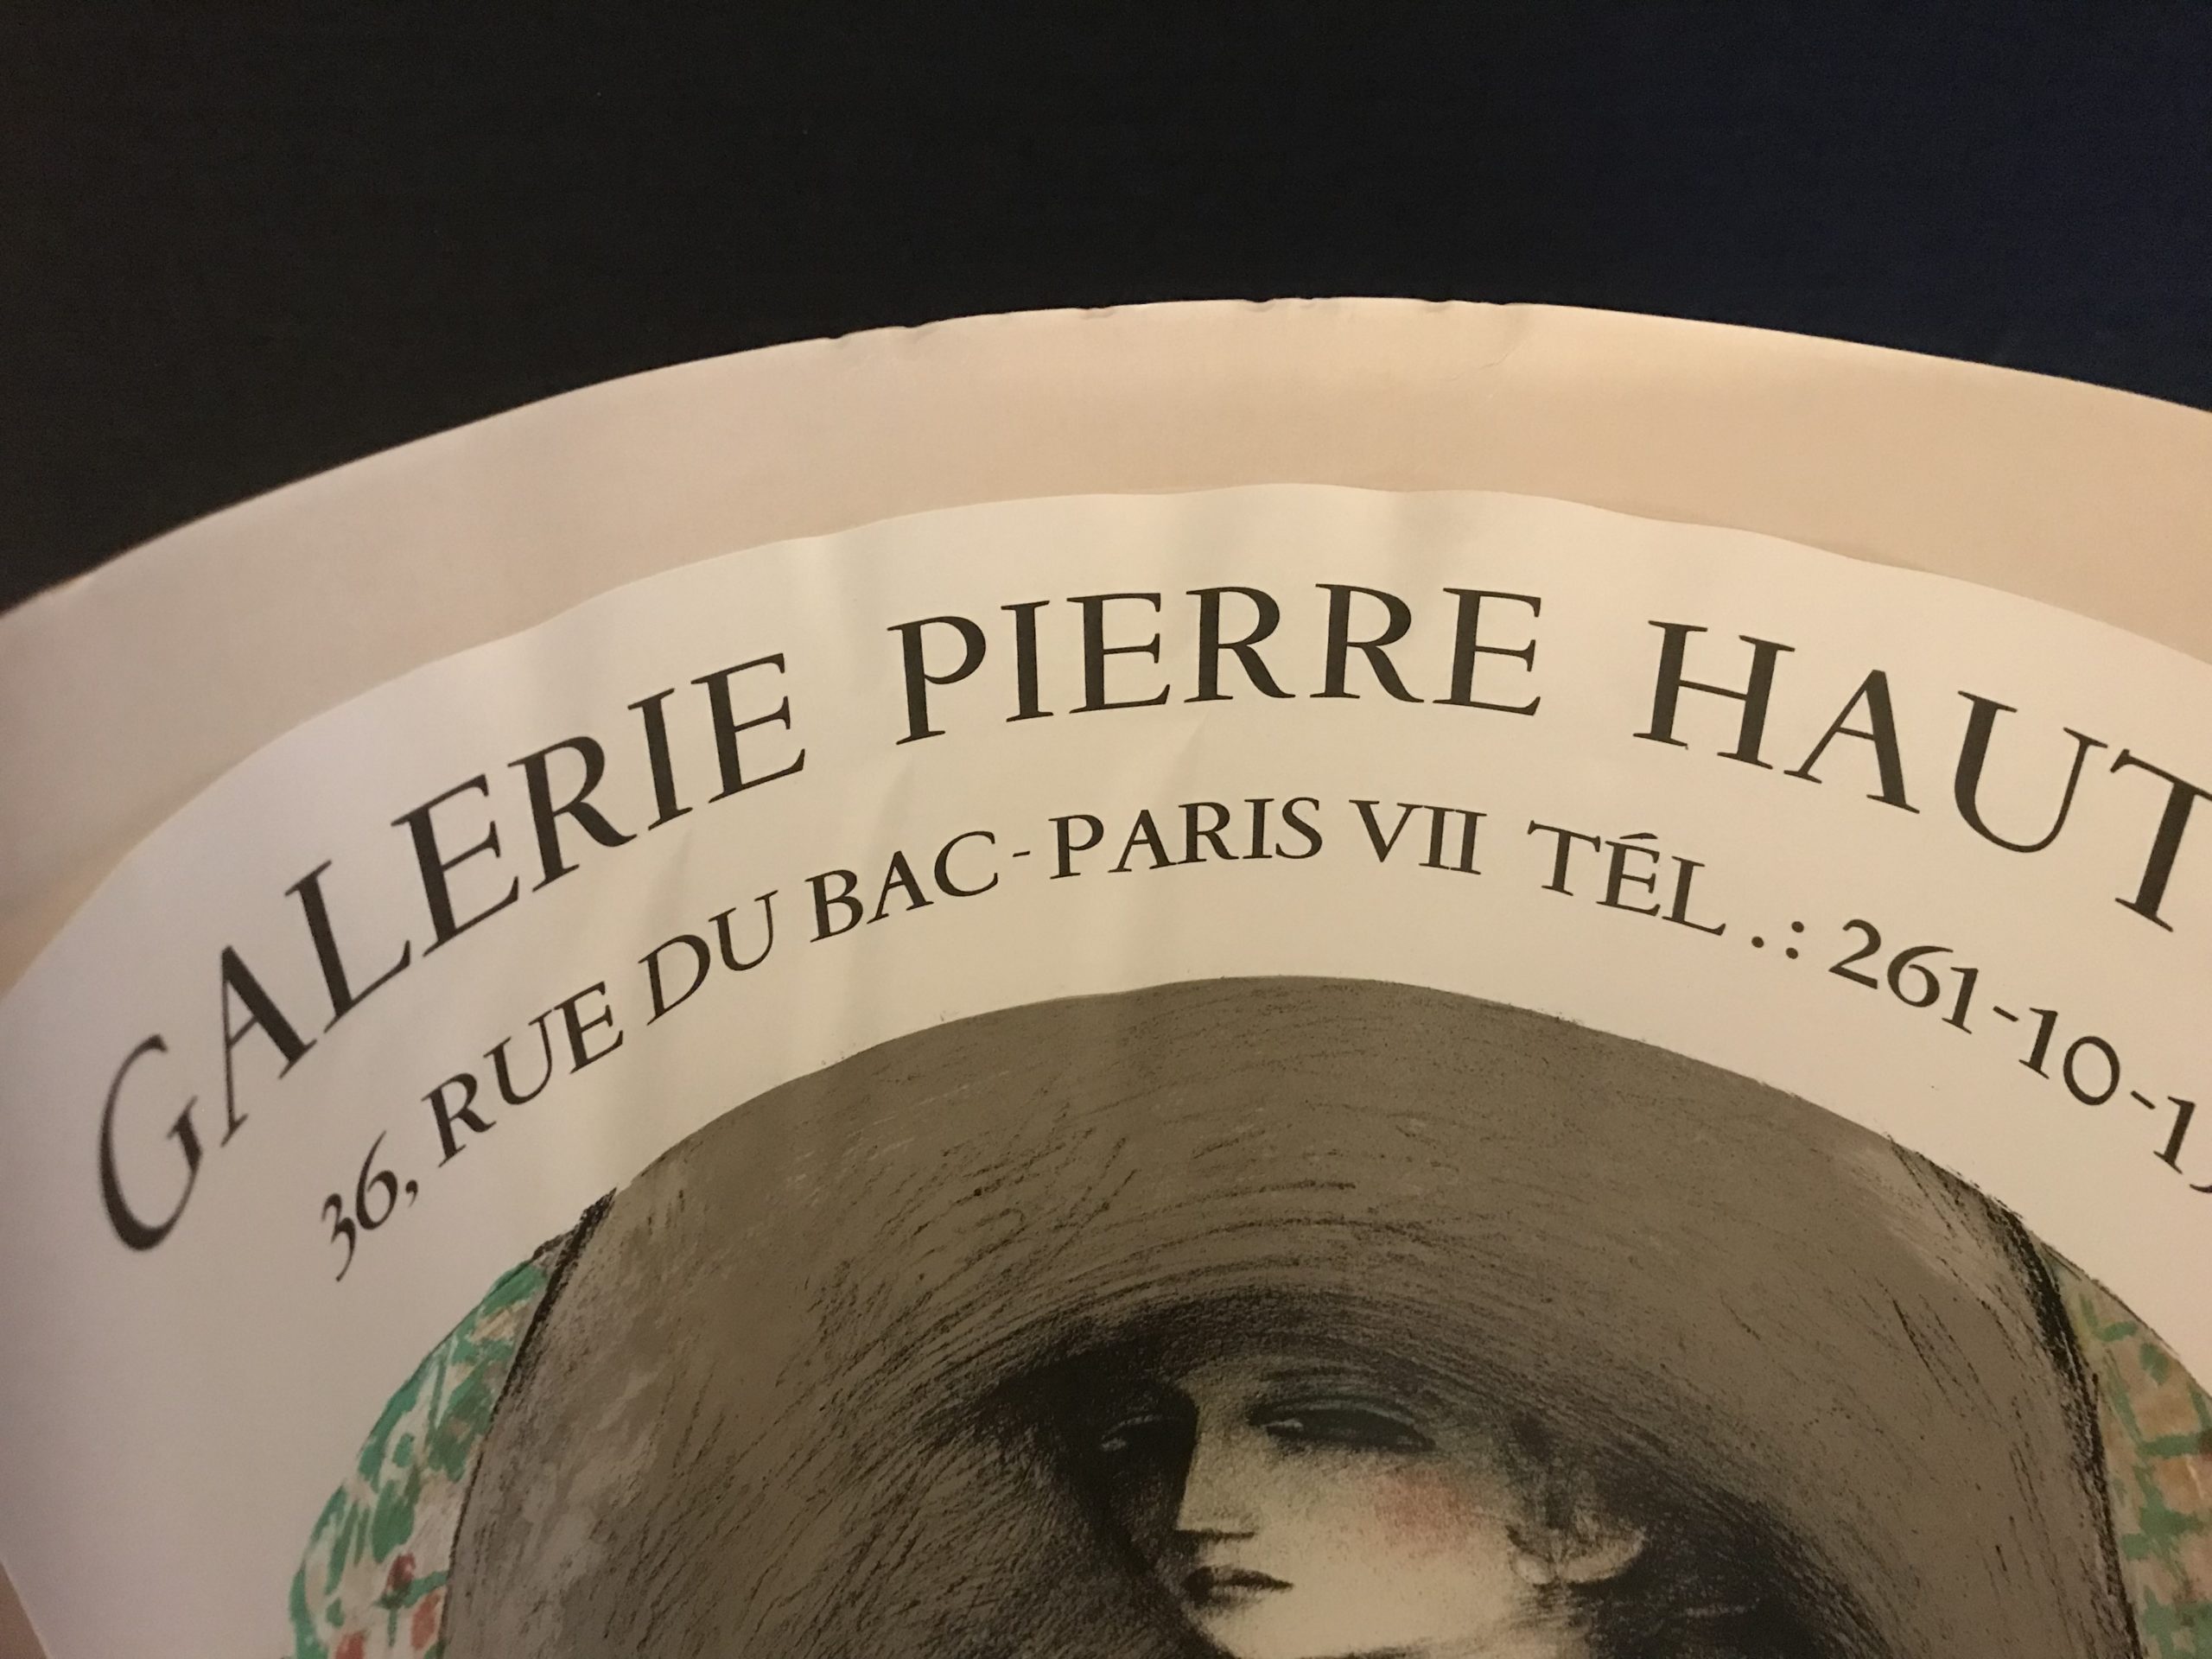 GALERIE PIERRE HAUT
36, RUE DU BAC-PARIS VII TÉL.: 261-10-1